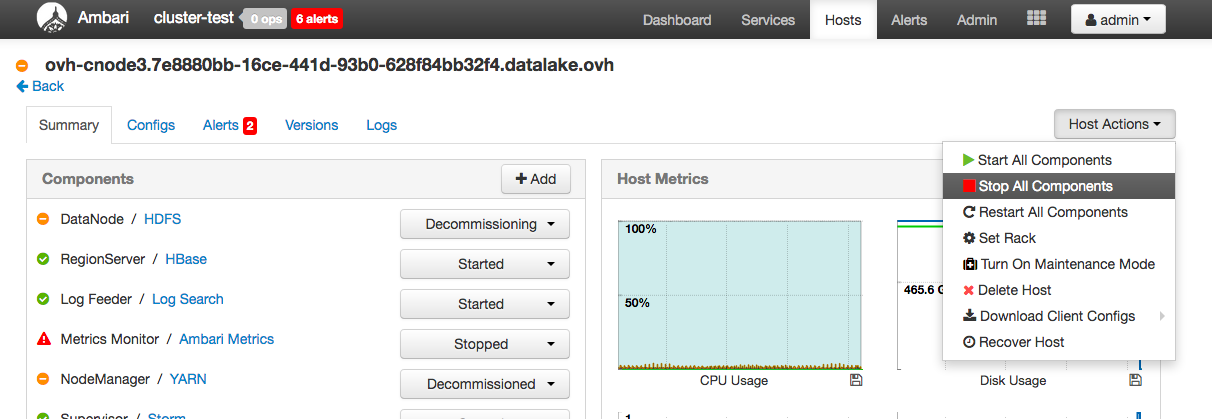 Ambari cluster-test 0 ops 6 alerts Dashboard Services Hosts Alerts Admin admin
ovh-cnode3.7e8880bb-16ce-441d-93b0-628f84bb32f4.datalake.ovh
Back
Summary Configs Alerts 2 Versions Logs Host Actions
Start All Components
Stop All Components
Restart All Components
Set Rack
Turn On Maintenance Mode
Delete Host
Download Client Configs
Recover Host
Components Add
DataNode / HDFS Decommissioning
RegionServer / HBase Started
Log Feeder / Log Search Started
Metrics Monitor / Ambari Metrics Stopped
NodeManager / YARN Decommissioned
Supervisor / Storm
Host Metrics
100%
50%
CPU Usage
465.6 G
Disk Usage
1